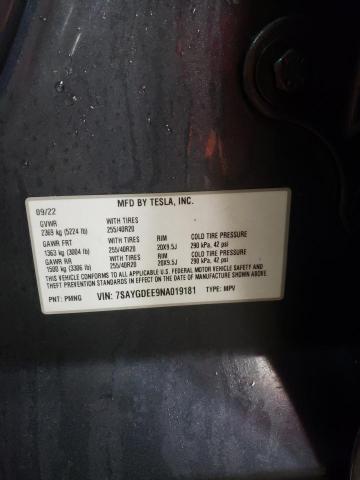 MFD BY TESLA, INC.
09/22
GVWR WITH TIRES
2369 kg (5224 lb) 255/40R20
GAWR FRT WITH TIRES RIM COLD TIRE PRESSURE
1363 kg (3004 lb) 255/40R20 20X9.5J 290 kPa, 42 psi
GAWR RR WITH TIRES RIM COLD TIRE PRESSURE
1500 kg (3306 lb) 255/40R20 20X9.5J 290 kPa, 42 psi
THIS VEHICLE CONFORMS TO ALL APPLICABLE U.S. FEDERAL MOTOR VEHICLE SAFETY AND
THEFT PREVENTION STANDARDS IN EFFECT ON THE DATE OF MANUFACTURE SHOWN ABOVE
PNT: PMNG VIN: 7SAYGDEE9NA019181 TYPE: MPV